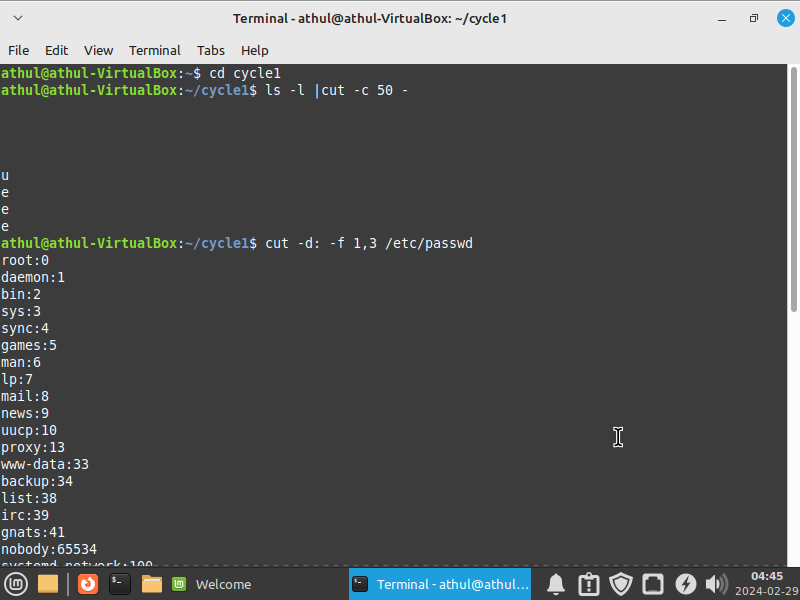 Terminal - athul@athul-VirtualBox: ~/cycle1
File Edit View Terminal Tabs Help
athul@athul-VirtualBox:~$ cd cycle1
athul@athul-VirtualBox:~/cycle1$ ls -l |cut -c 50 -
u
e
e
e
athul@athul-VirtualBox:~/cycle1$ cut -d: -f 1,3 /etc/passwd
root:0
daemon:1
bin:2
sys:3
sync:4
games:5
man:6
lp:7
mail:8
news:9
uucp:10
proxy:13
www-data:33
backup:34
list:38
irc:39
gnats:41
nobody:65534
systemd-network:100
Welcome
Terminal - athul@athul...
04:45
2024-02-29